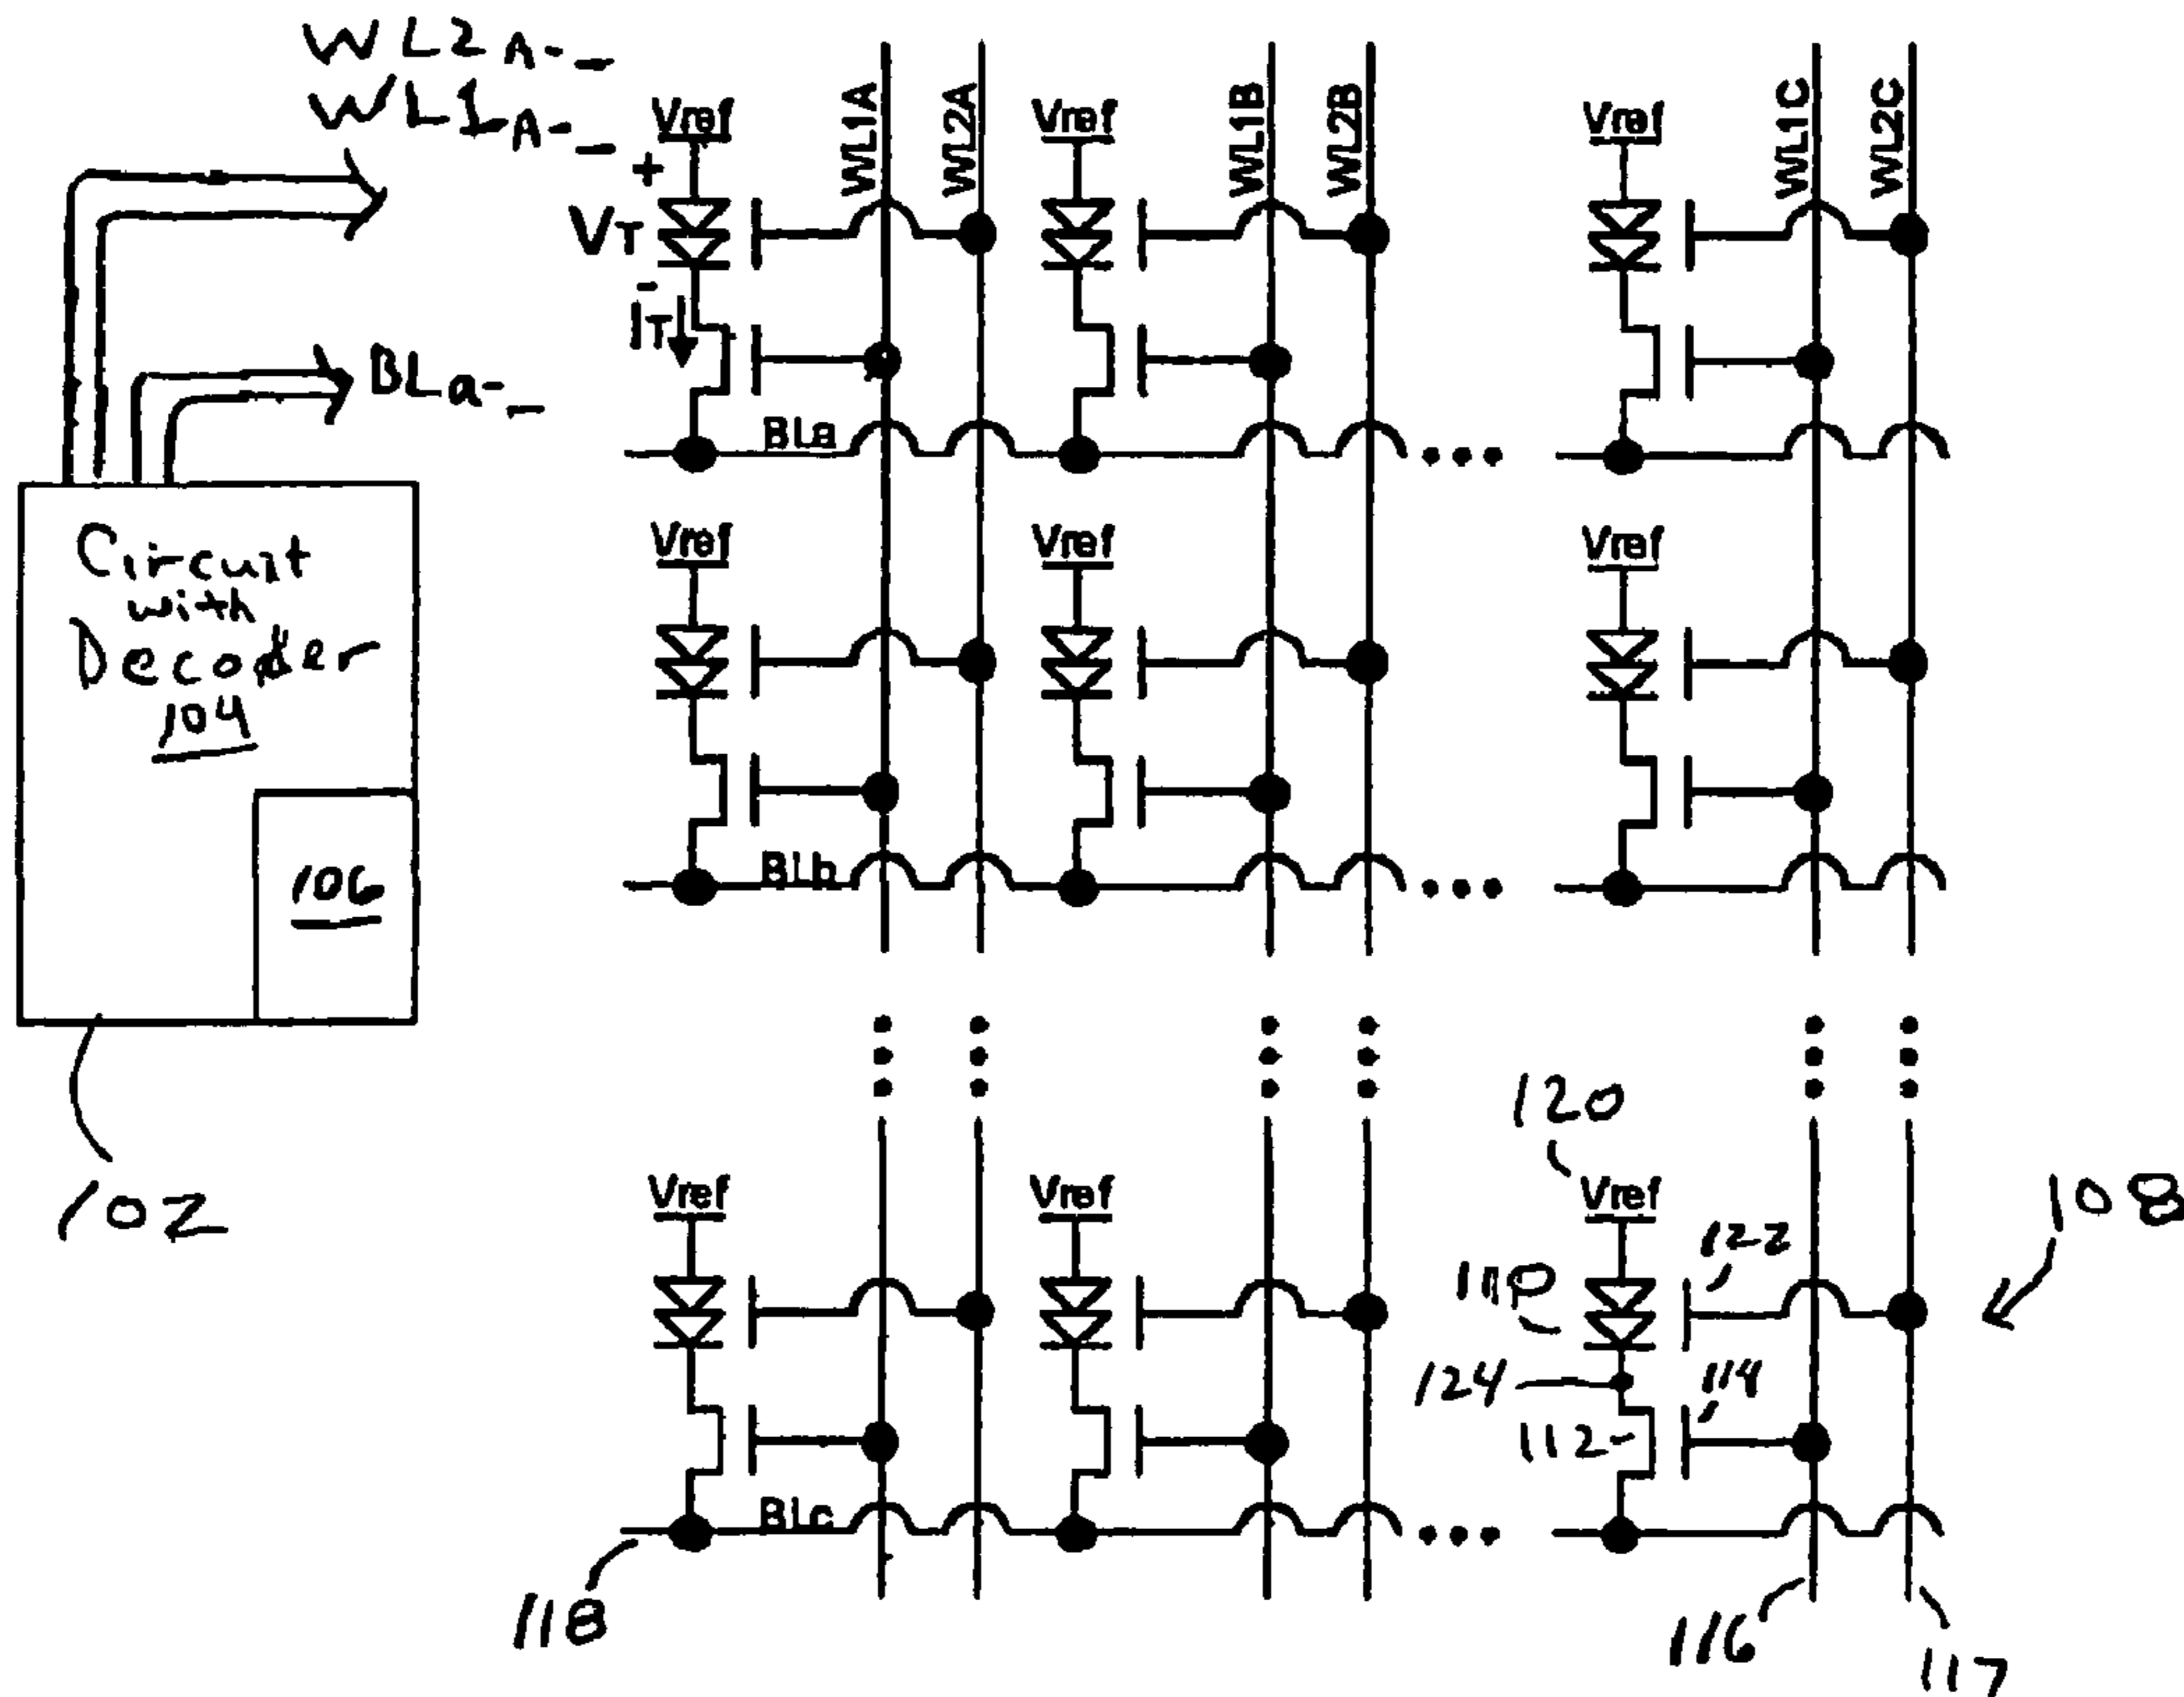 WL2A-_
WL1A-_
Vref
WL1A
WL2A
Vref
WL1B
WL2B
Vref
WL1C
WL2C
+
VT
-
IT
BLa-_
BLa
Circuit
with
Decoder
104
106
102
Vref
Vref
Vref
BLb
120
Vref
Vref
Vref
108
122
110
124
114
112
BLc
118
116
117